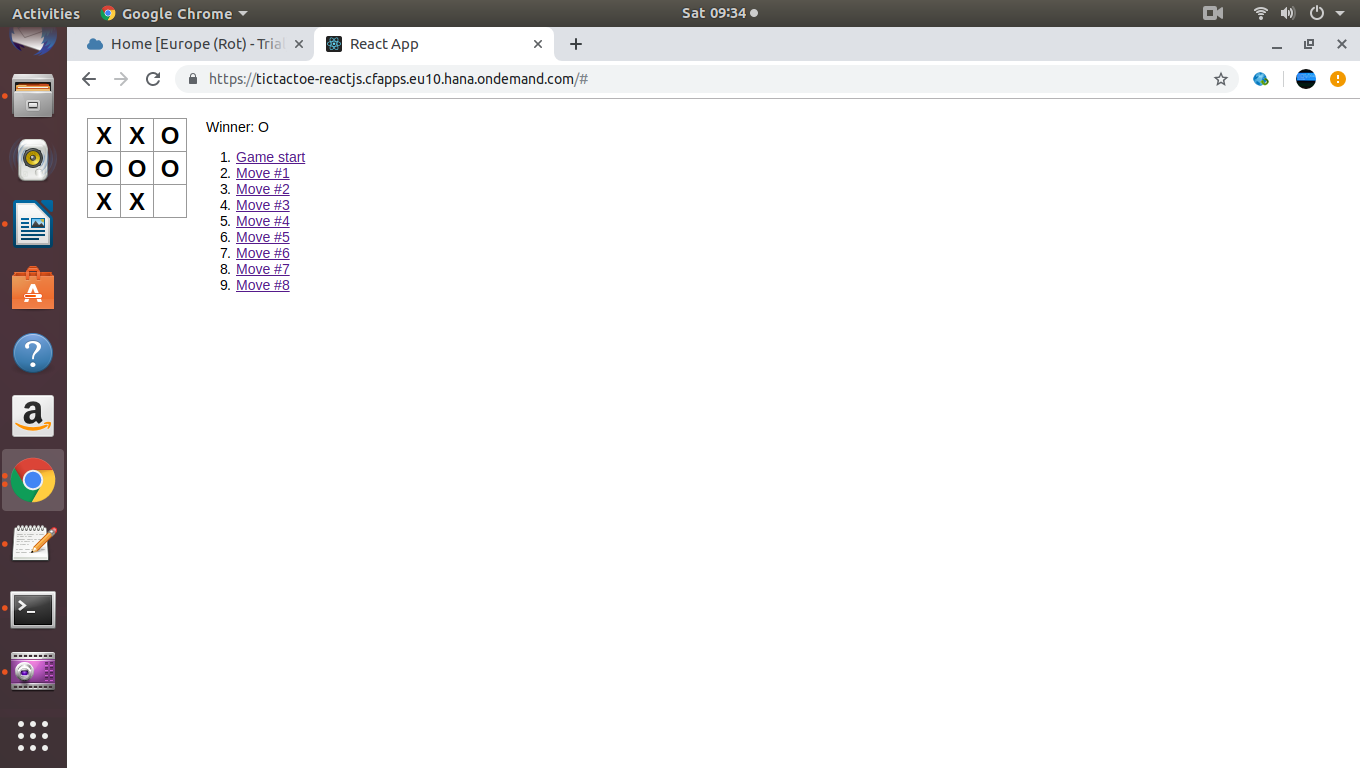 Activities Google Chrome Sat 09:34
Home [Europe (Rot) - Trial React App
https://tictactoe-reactjs.cfapps.eu10.hana.ondemand.com/#
X X O Winner: O
O O O
X X
1. Game start
2. Move #1
3. Move #2
4. Move #3
5. Move #4
6. Move #5
7. Move #6
8. Move #7
9. Move #8